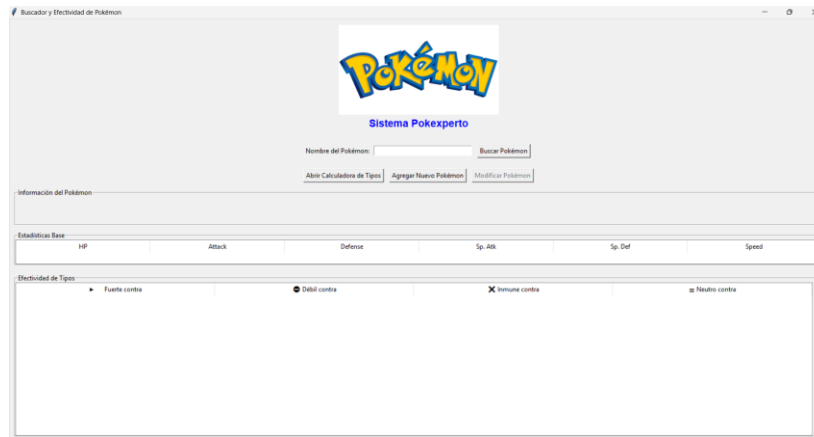 Buscador y Efectividad de Pokémon
POKéMON
Sistema Pokexperto
Nombre del Pokémon: Buscar Pokémon
Abrir Calculadora de Tipos Agregar Nuevo Pokémon Modificar Pokémon
Información del Pokémon
Estadísticas Base
HP Attack Defense Sp. Atk Sp. Def Speed
Efectividad de Tipos
Fuerte contra Débil contra Inmune contra Neutro contra